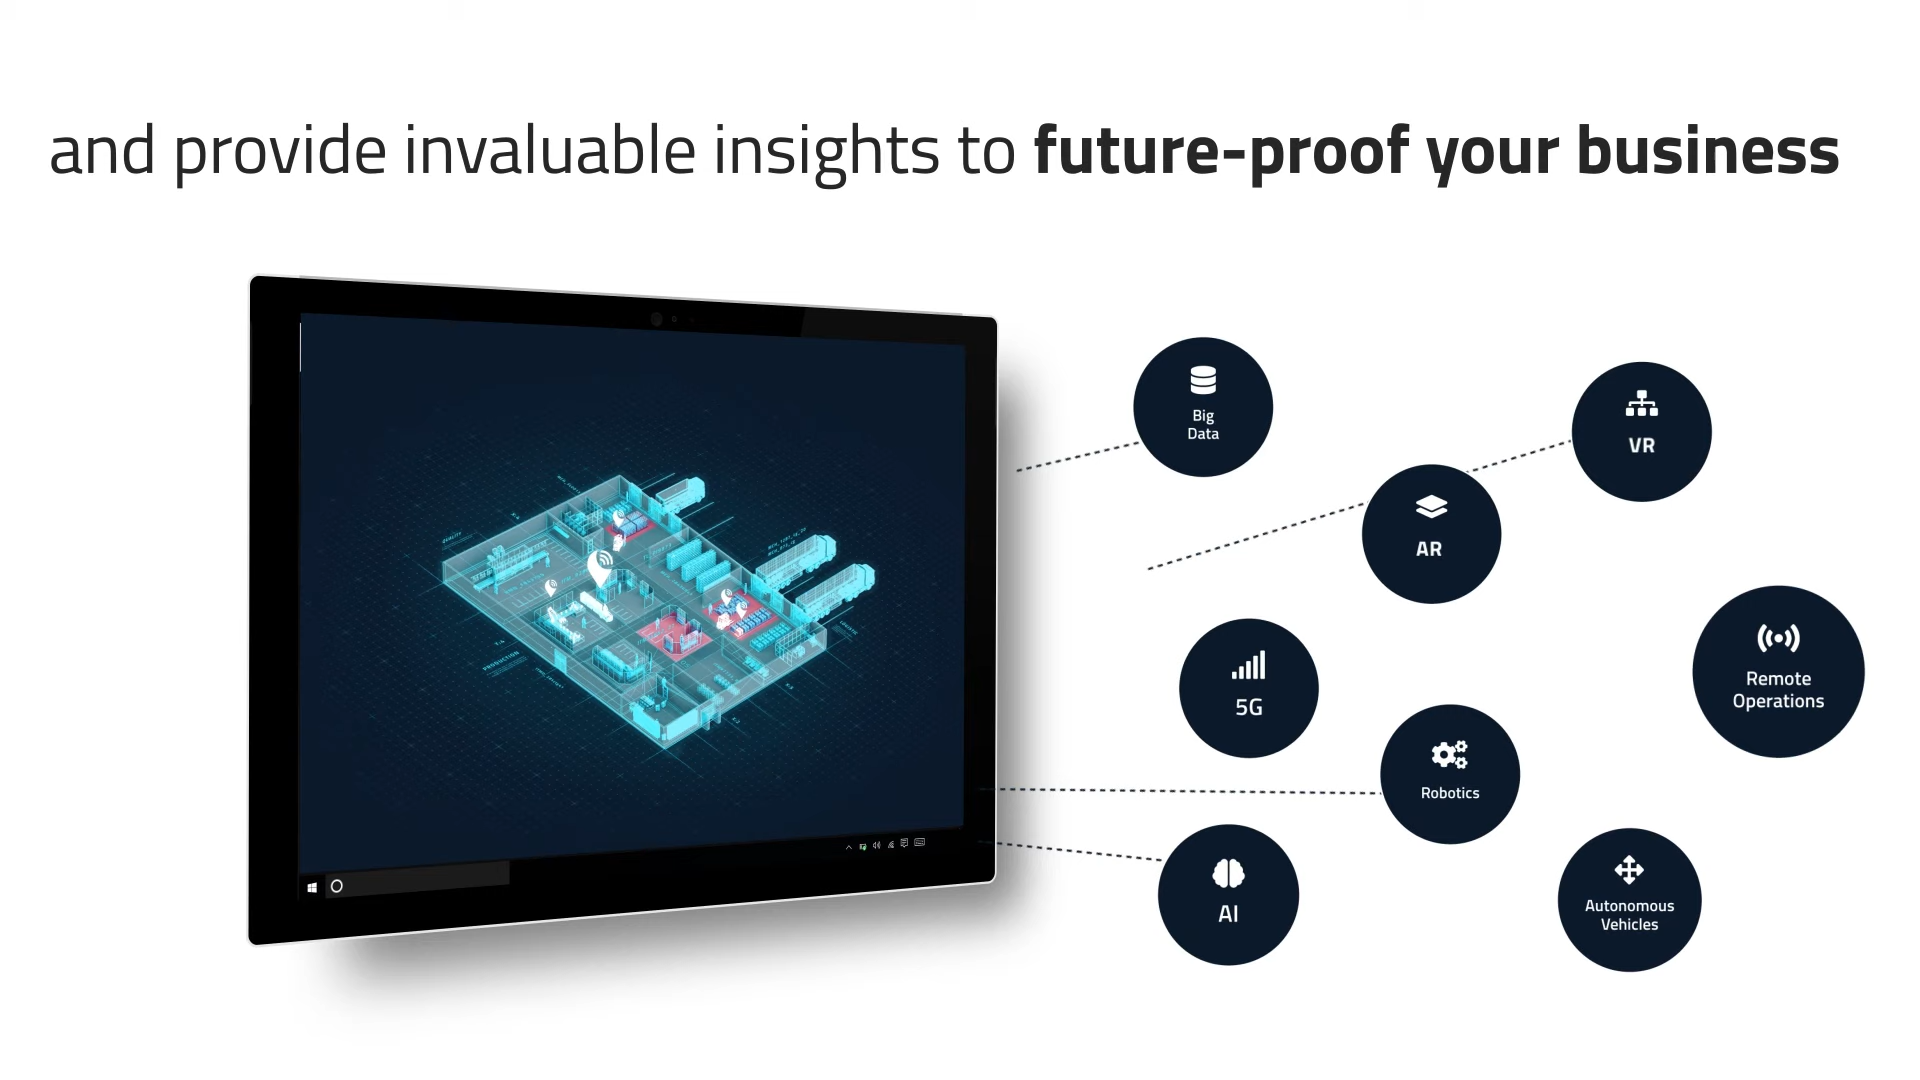 and provide invaluable insights to future-proof your business
Big
Data
VR
AR
5G
Remote
Operations
Robotics
AI
Autonomous
Vehicles
PRODUCTION